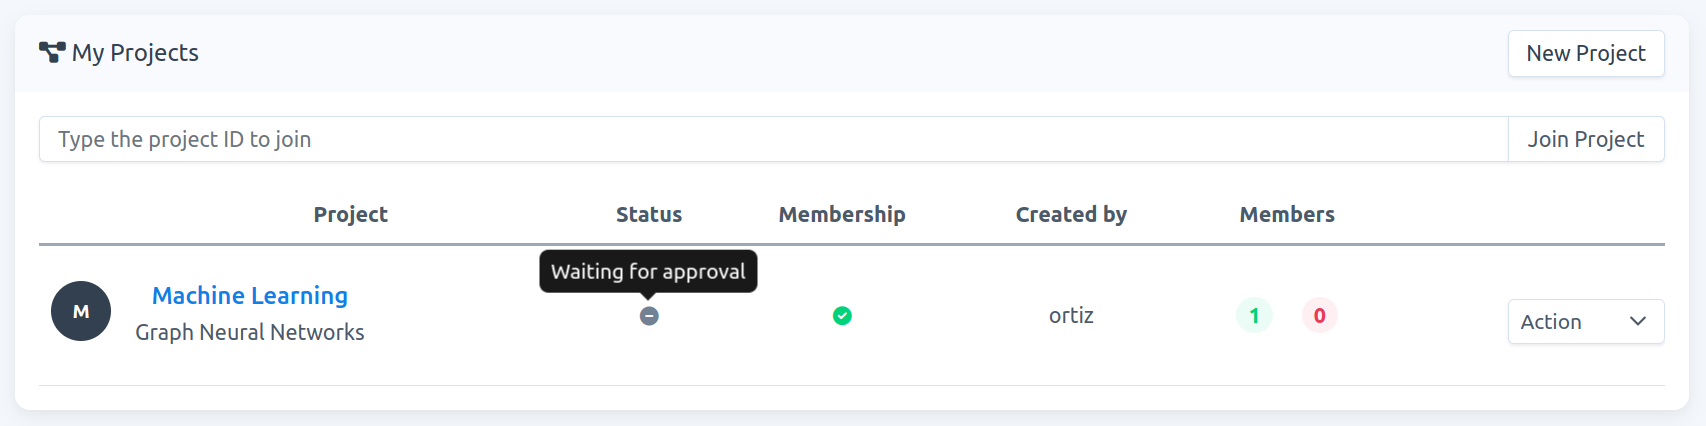 My Projects
New Project
Type the project ID to join
Join Project
Project Status Membership Created by Members
Waiting for approval
M
Machine Learning
Graph Neural Networks
ortiz
1 0
Action